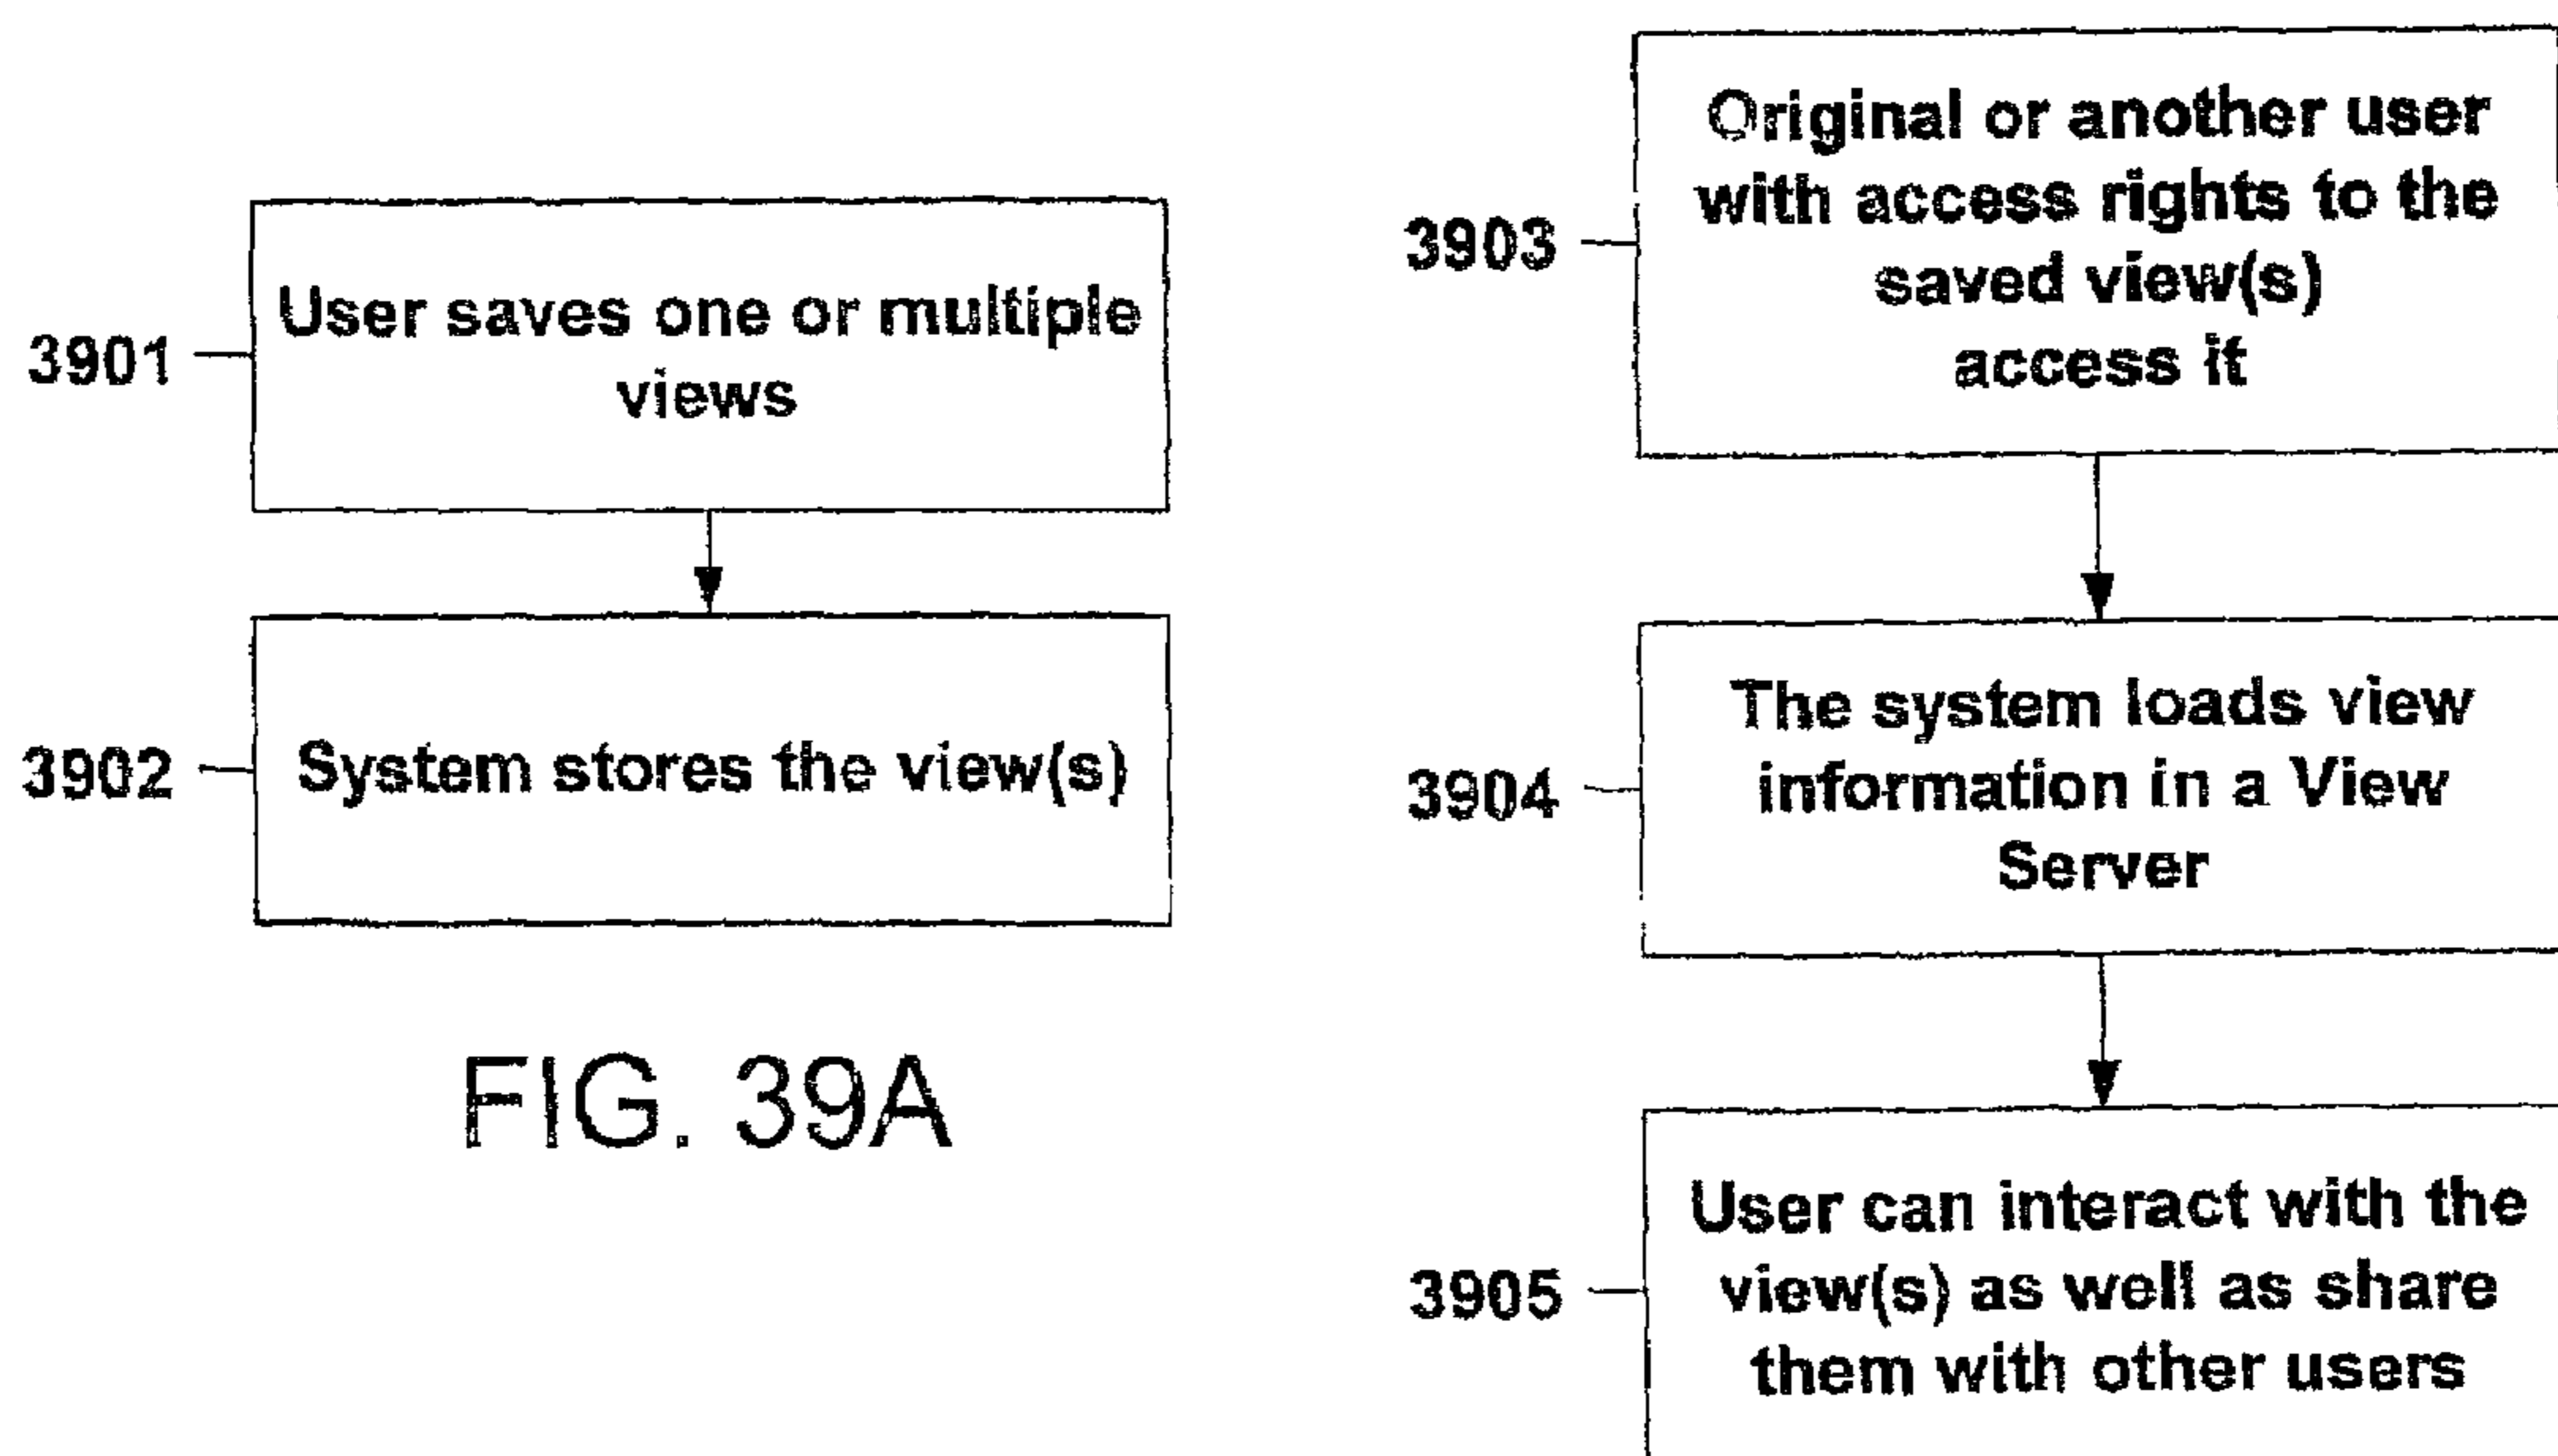 3901
User saves one or multiple
views
3902
System stores the view(s)
FIG. 39A
3903
Original or another user
with access rights to the
saved view(s)
access it
3904
The system loads view
information in a View
Server
3905
User can interact with the
view(s) as well as share
them with other users